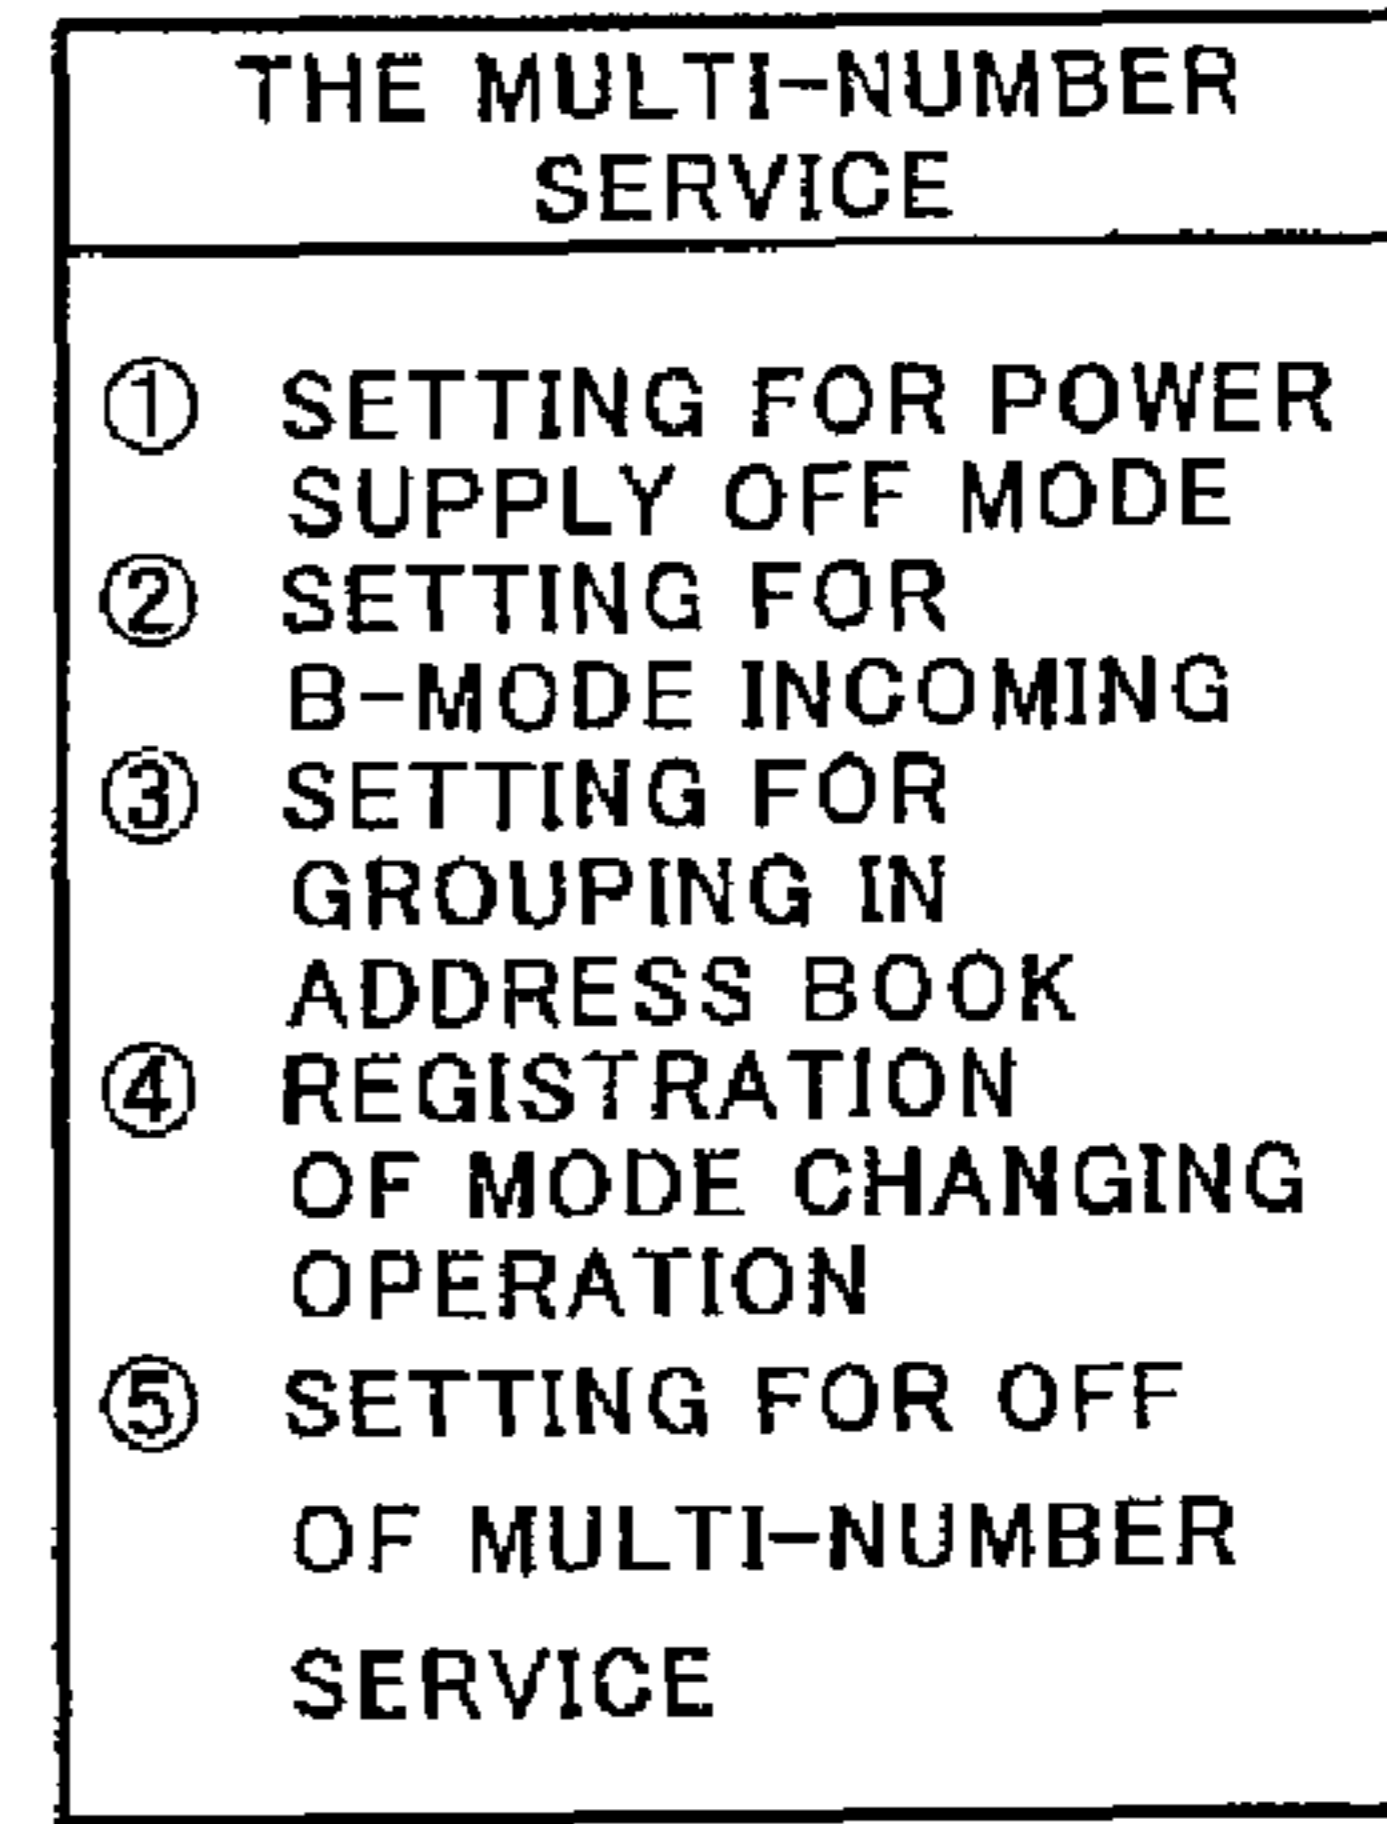 THE MULTI-NUMBER
SERVICE
① SETTING FOR POWER
SUPPLY OFF MODE
② SETTING FOR
B-MODE INCOMING
③ SETTING FOR
GROUPING IN
ADDRESS BOOK
④ REGISTRATION
OF MODE CHANGING
OPERATION
⑤ SETTING FOR OFF
OF MULTI-NUMBER
SERVICE